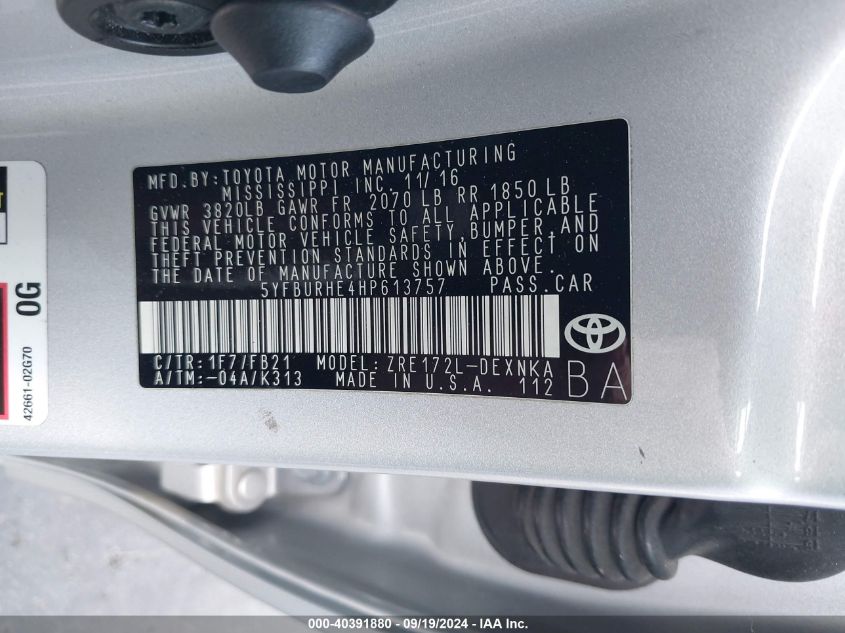 MFD.BY:TOYOTA MOTOR MANUFACTURING
MISSISSIPPI INC. 11/16
GVWR 3820LB GAWR FR 2070 LB RR 1850 LB
THIS VEHICLE CONFORMS TO ALL APPLICABLE
FEDERAL MOTOR VEHICLE SAFETY,BUMPER,AND
THEFT PREVENTION STANDARDS IN EFFECT ON
THE DATE OF MANUFACTURE SHOWN ABOVE.
5YFBURHE4HP613757 PASS.CAR
C/TR:1F7/FB21 MODEL:ZRE172L-DEXNKA
A/TM:-04A/K313 MADE IN U.S.A. 112
BA
0G
42661-02G70
000-40391880 - 09/19/2024 - IAA Inc.